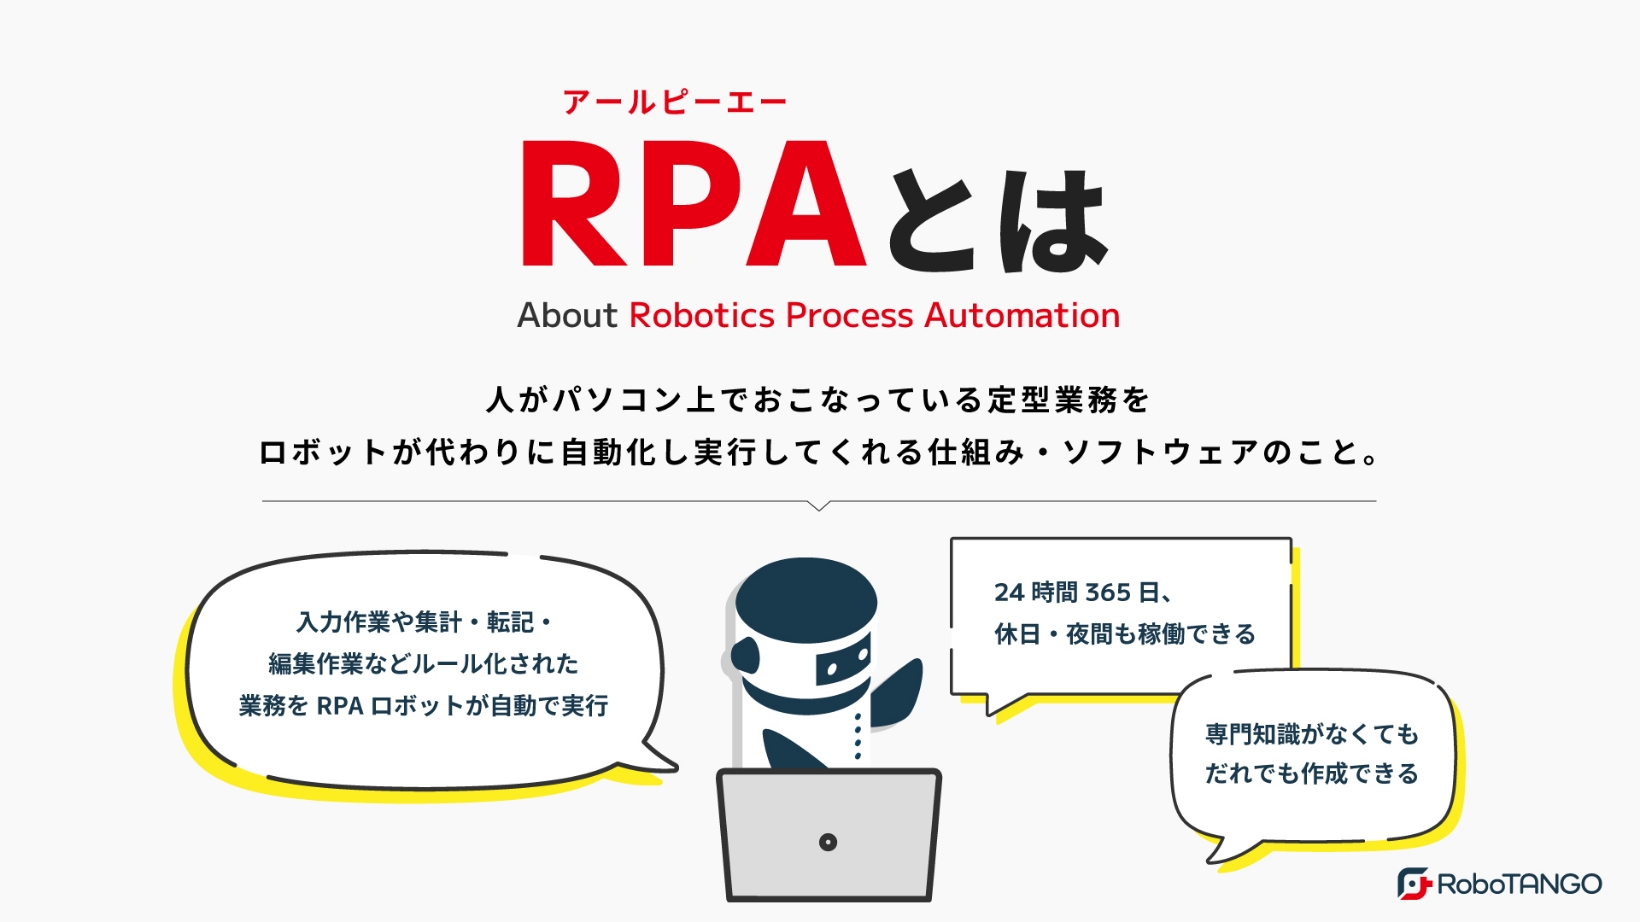 アールピーエー
RPAとは
About Robotics Process Automation
人がパソコン上でおこなっている定型業務を
ロボットが代わりに自動化し実行してくれる仕組み・ソフトウェアのこと。
入力作業や集計・転記・
編集作業などルール化された
業務を RPA ロボットが自動で実行
24 時間 365 日、
休日・夜間も稼働できる
専門知識がなくても
だれでも作成できる
RoboTANGO